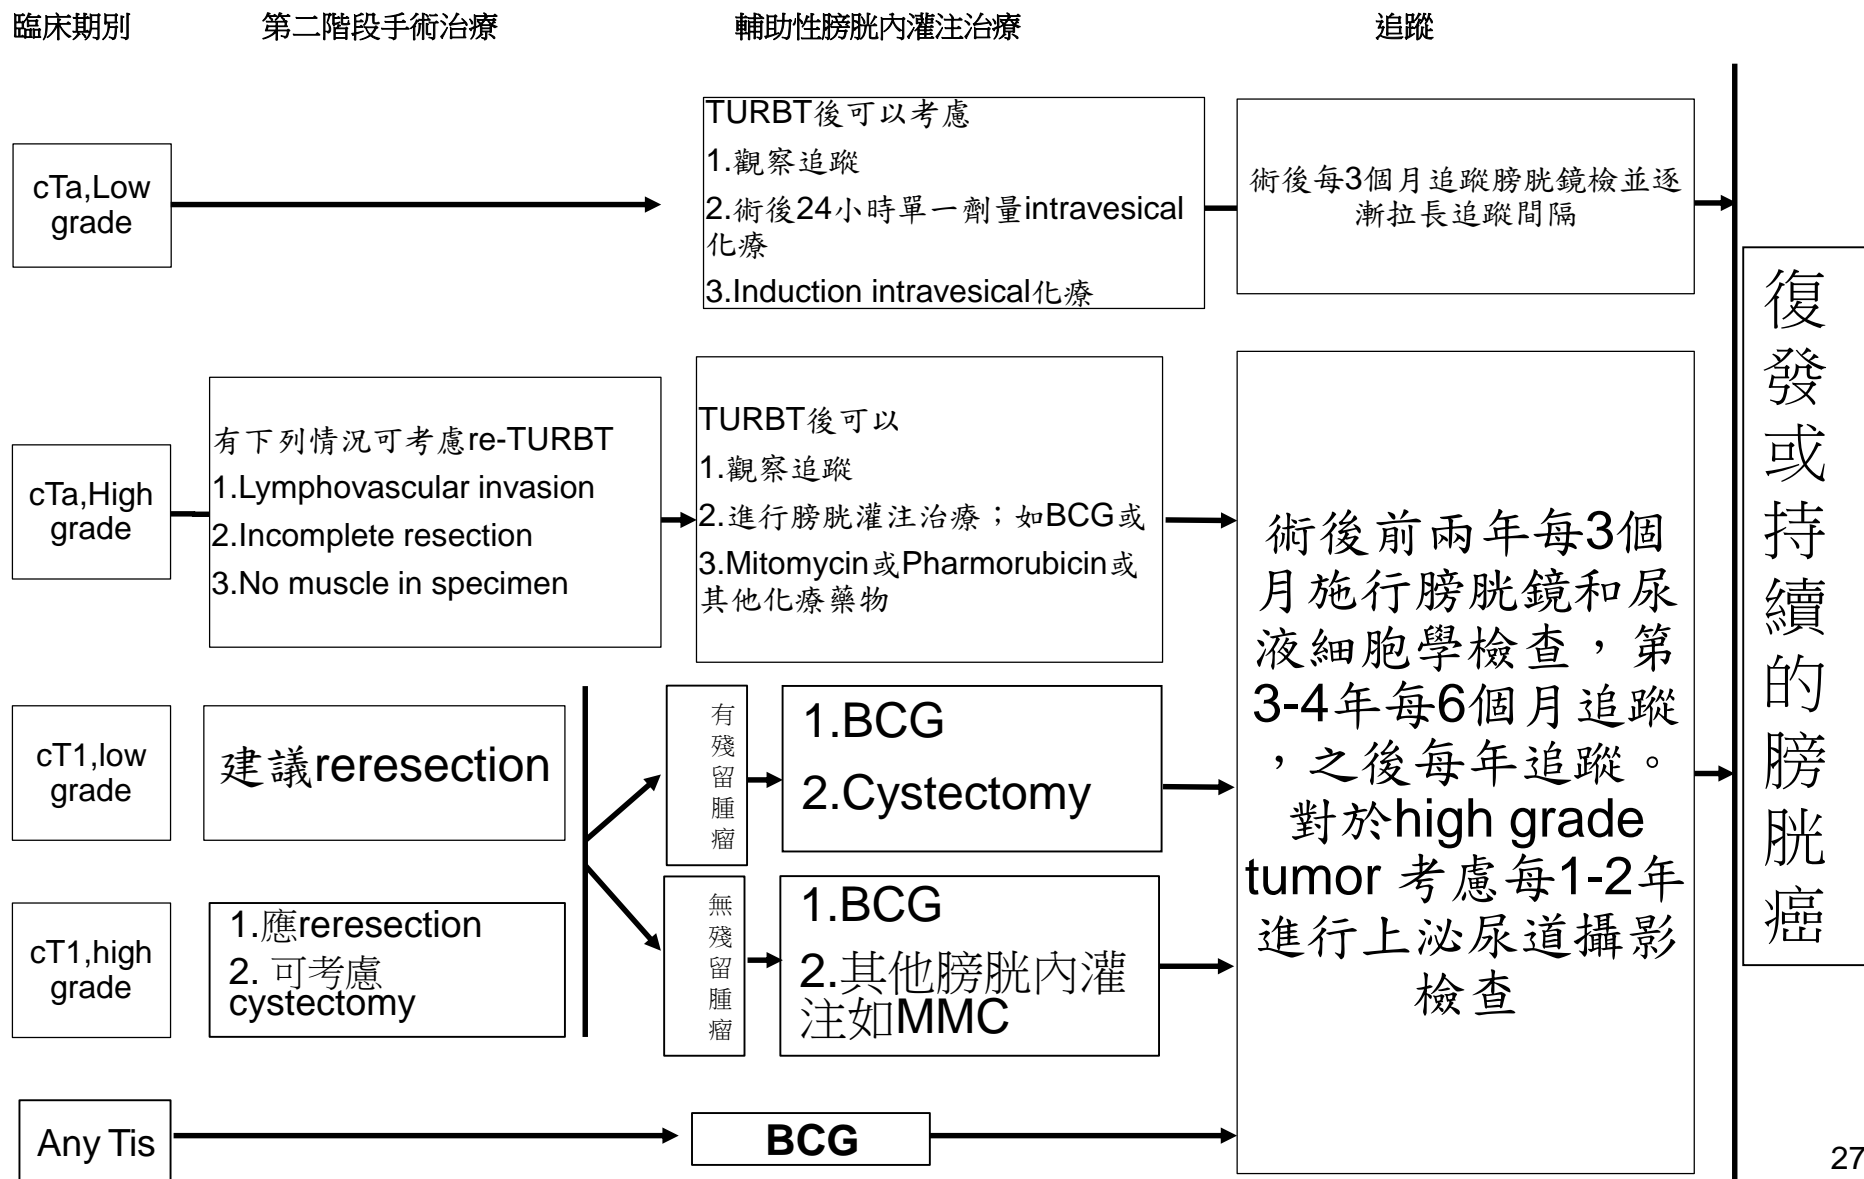 臨床期別
第二階段手術治療
輔助性膀胱內灌注治療
追蹤
cTa,Low
grade
TURBT後可以考慮
1.觀察追蹤
2.術後24小時單一劑量intravesical
化療
3.Induction intravesical化療
術後每3個月追蹤膀胱鏡檢並逐
漸拉長追蹤間隔
cTa,High
grade
有下列情況可考慮re-TURBT
1.Lymphovascular invasion
2.Incomplete resection
3.No muscle in specimen
TURBT後可以
1.觀察追蹤
2.進行膀胱灌注治療；如BCG或
3.Mitomycin或Pharmorubicin或
其他化療藥物
cT1,low
grade
建議reresection
有殘留腫瘤
1.BCG
2.Cystectomy
cT1,high
grade
1.應reresection
2. 可考慮
cystectomy
無殘留腫瘤
1.BCG
2.其他膀胱內灌
注如MMC
Any Tis
BCG
術後前兩年每3個
月施行膀胱鏡和尿
液細胞學檢查，第
3-4年每6個月追蹤
，之後每年追蹤。
對於high grade
tumor 考慮每1-2年
進行上泌尿道攝影
檢查
復發或持續的膀胱癌
27